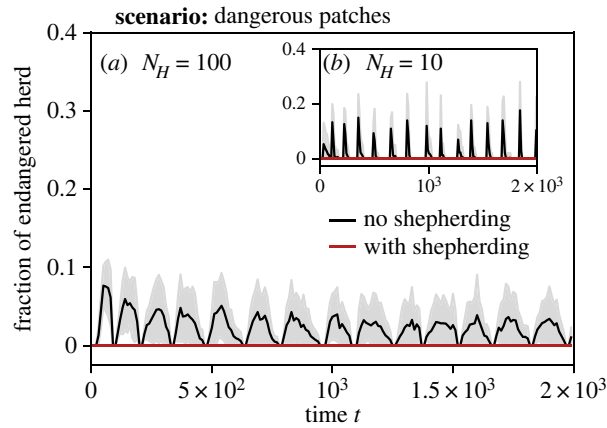 scenario: dangerous patches
(a) N_H = 100
(b) N_H = 10
fraction of endangered herd
0.4
0.3
0.2
0.1
0
0.4
0.2
0
0 10³ 2 × 10³
no shepherding
with shepherding
0 5 × 10² 10³ 1.5 × 10³ 2 × 10³
time t